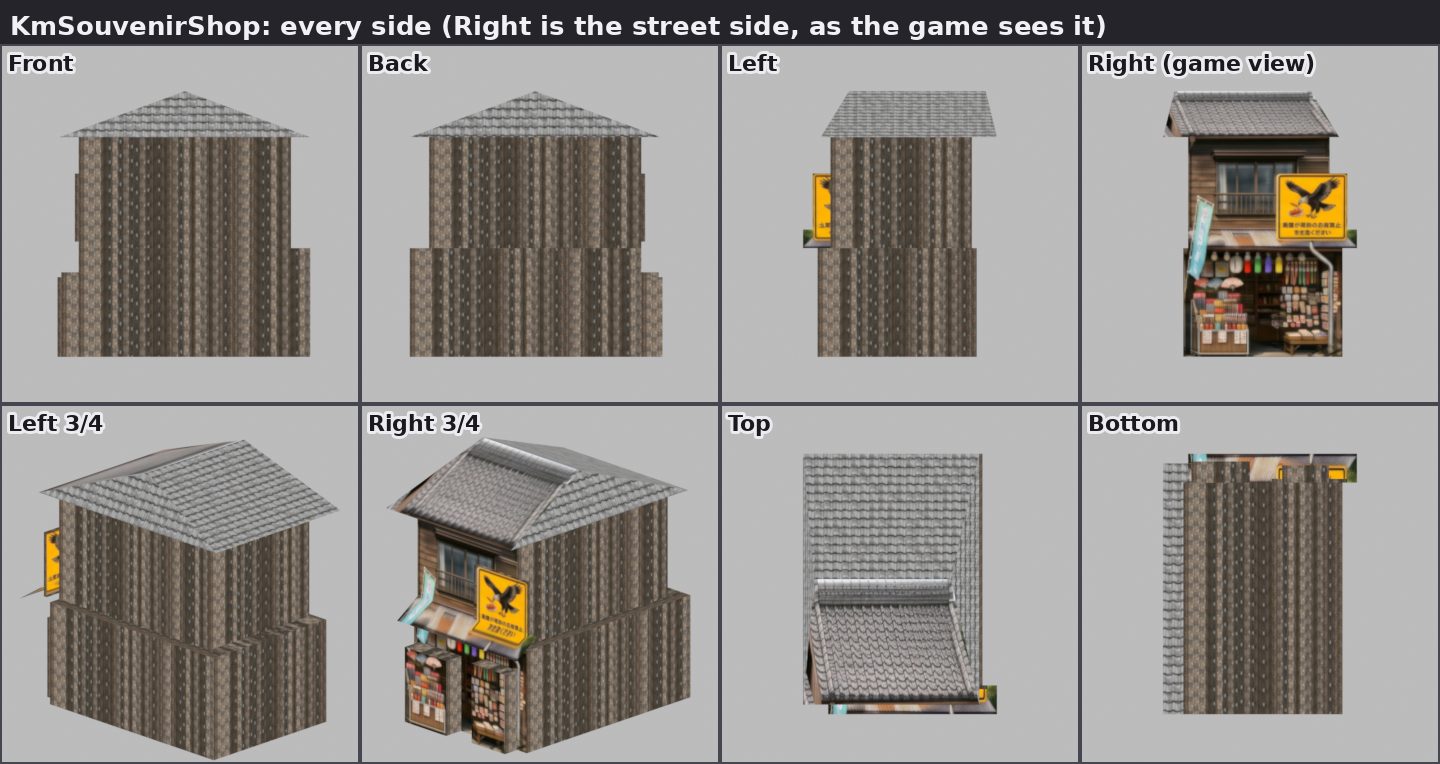 KmSouvenirShop: every side (Right is the street side, as the game sees it)
Front
Back
Left
Right (game view)
Left 3/4
Right 3/4
Top
Bottom